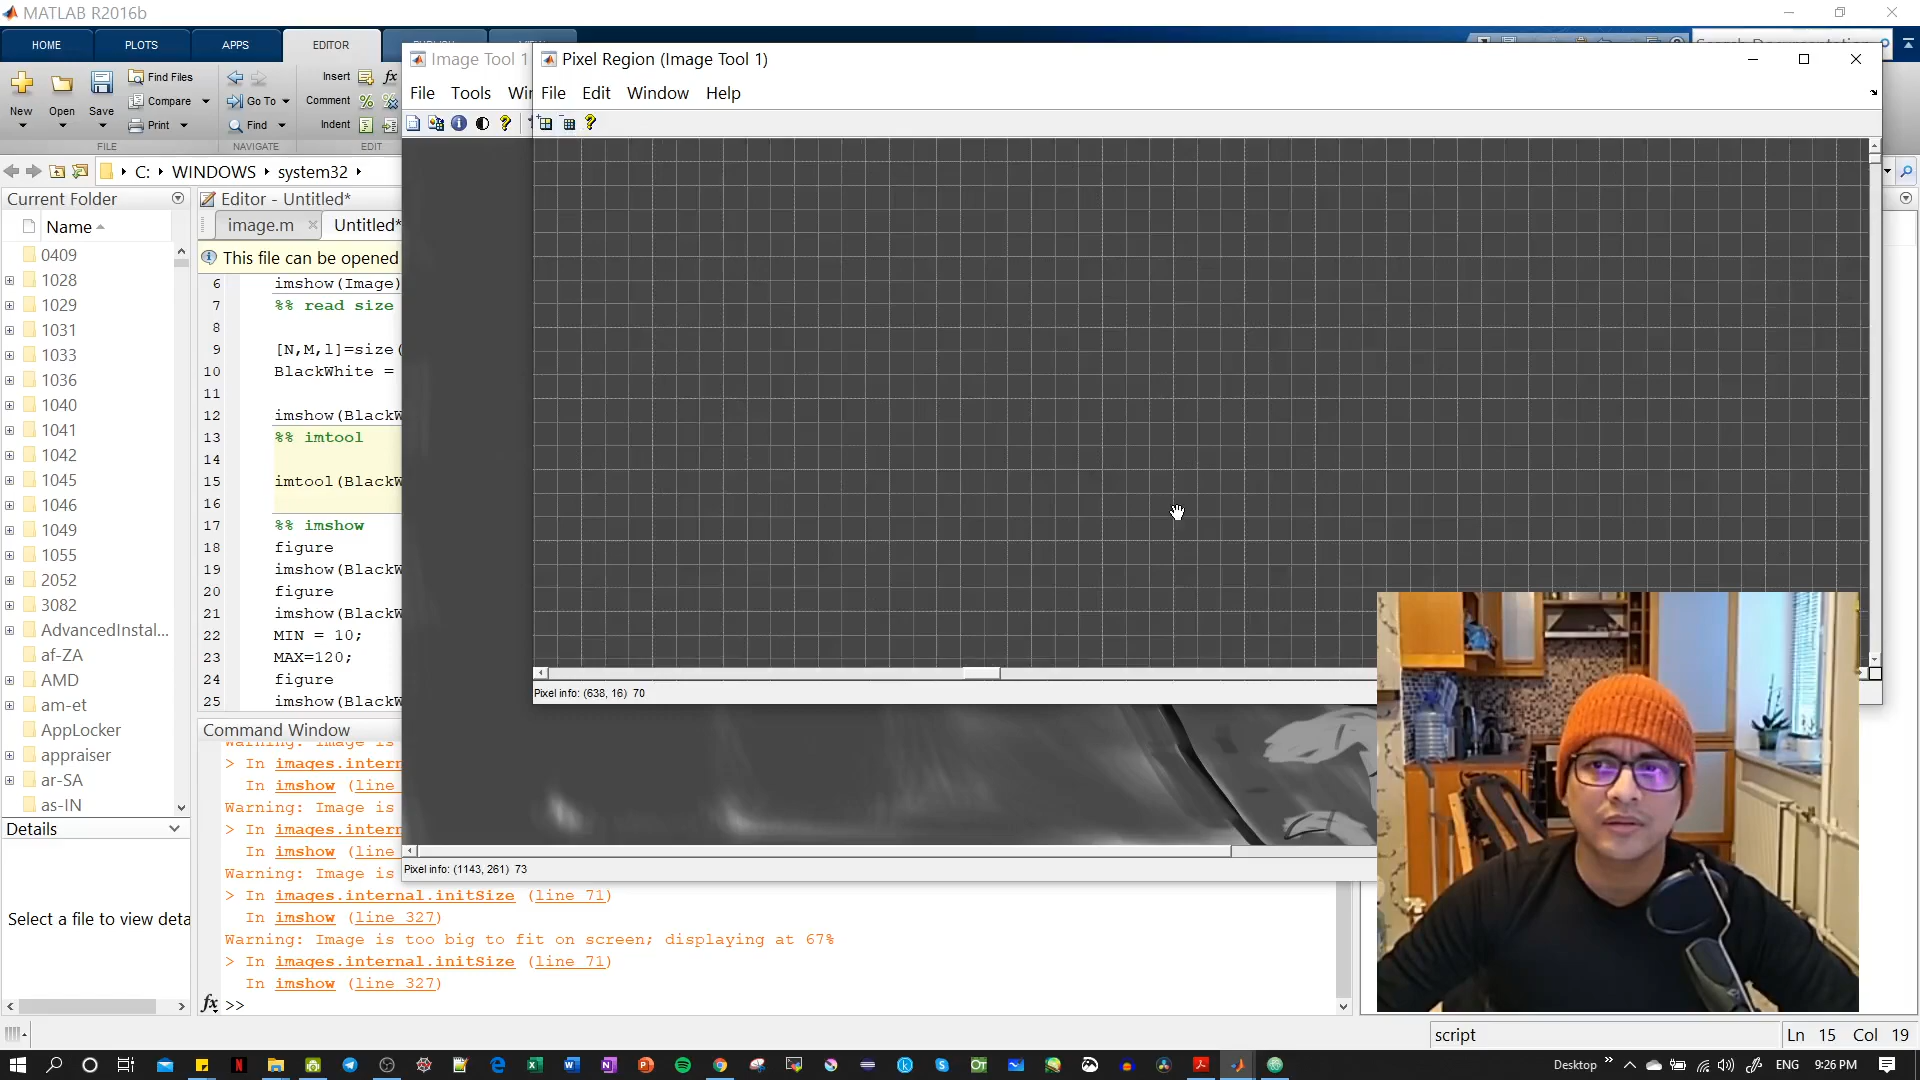 MATLAB R2016b
HOME
PLOTS
APPS
EDITOR
Image Tool 1
Pixel Region (Image Tool 1)
File Tools
File Edit Window Help
New
Open
Save
Find Files
Compare
Print
Go To
Find
Insert
fx
Comment
Indent
FILE
NAVIGATE
EDIT
C:
WINDOWS
system32
Current Folder
Editor - Untitled*
image.m
Untitled*
Name
This file can be opened
0409
1028
1029
1031
1033
1036
1040
1041
1042
1045
1046
1049
1055
2052
3082
AdvancedInstal...
af-ZA
AMD
am-et
AppLocker
appraiser
ar-SA
as-IN
6 imshow(Image)
7 %% read size
8
9 [N,M,l]=size(
10 BlackWhite =
11
12 imshow(BlackW
13 %% imtool
14
15 imtool(BlackW
16
17 %% imshow
18 figure
19 imshow(BlackW
20 figure
21 imshow(BlackW
22 MIN = 10;
23 MAX=120;
24 figure
25 imshow(BlackW
Pixel info: (638, 16) 70
Pixel info: (1143, 261) 73
Command Window
Warning: Image is
> In images.intern
In imshow (line
Warning: Image is
> In images.intern
In imshow (line
Warning: Image is
> In images.internal.initSize (line 71)
In imshow (line 327)
Warning: Image is too big to fit on screen; displaying at 67%
> In images.internal.initSize (line 71)
In imshow (line 327)
fx >>
Details
Select a file to view deta
script
Ln 15 Col 19
Desktop
ENG
9:26 PM